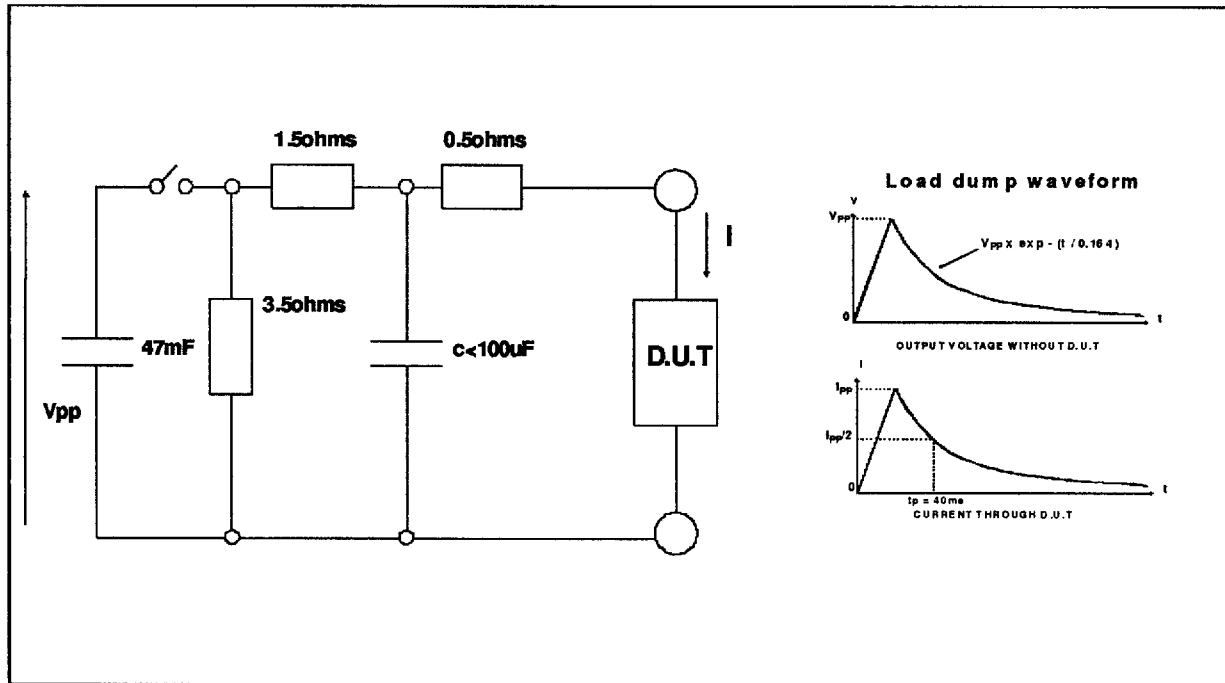 1.5ohms
0.5ohms
3.5ohms
47mF
c<100uF
Vpp
D.U.T
I
Load dump waveform
V
Vpp
Vpp x exp - (t / 0.164)
0
t
OUTPUT VOLTAGE WITHOUT D.U.T
I
Ipp
Ipp/2
0
t
tp = 40ms
CURRENT THROUGH D.U.T